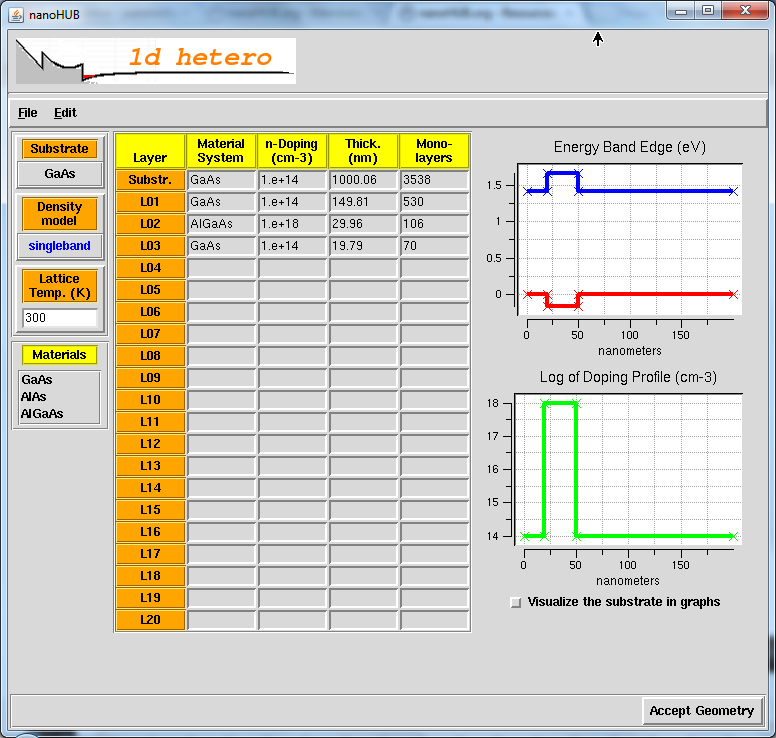 nanoHUB
1d hetero
File Edit
Substrate
GaAs
Density
model
singleband
Lattice
Temp. (K)
300
Materials
GaAs
AlAs
AlGaAs
Layer Material System n-Doping (cm-3) Thick. (nm) Mono-layers
Substr. GaAs 1.e+14 1000.06 3538
L01 GaAs 1.e+14 149.81 530
L02 AlGaAs 1.e+18 29.96 106
L03 GaAs 1.e+14 19.79 70
L04
L05
L06
L07
L08
L09
L10
L11
L12
L13
L14
L15
L16
L17
L18
L19
L20
Energy Band Edge (eV)
1.5
1
0.5
0
0 50 100 150
nanometers
Log of Doping Profile (cm-3)
18
17
16
15
14
0 50 100 150
nanometers
Visualize the substrate in graphs
Accept Geometry